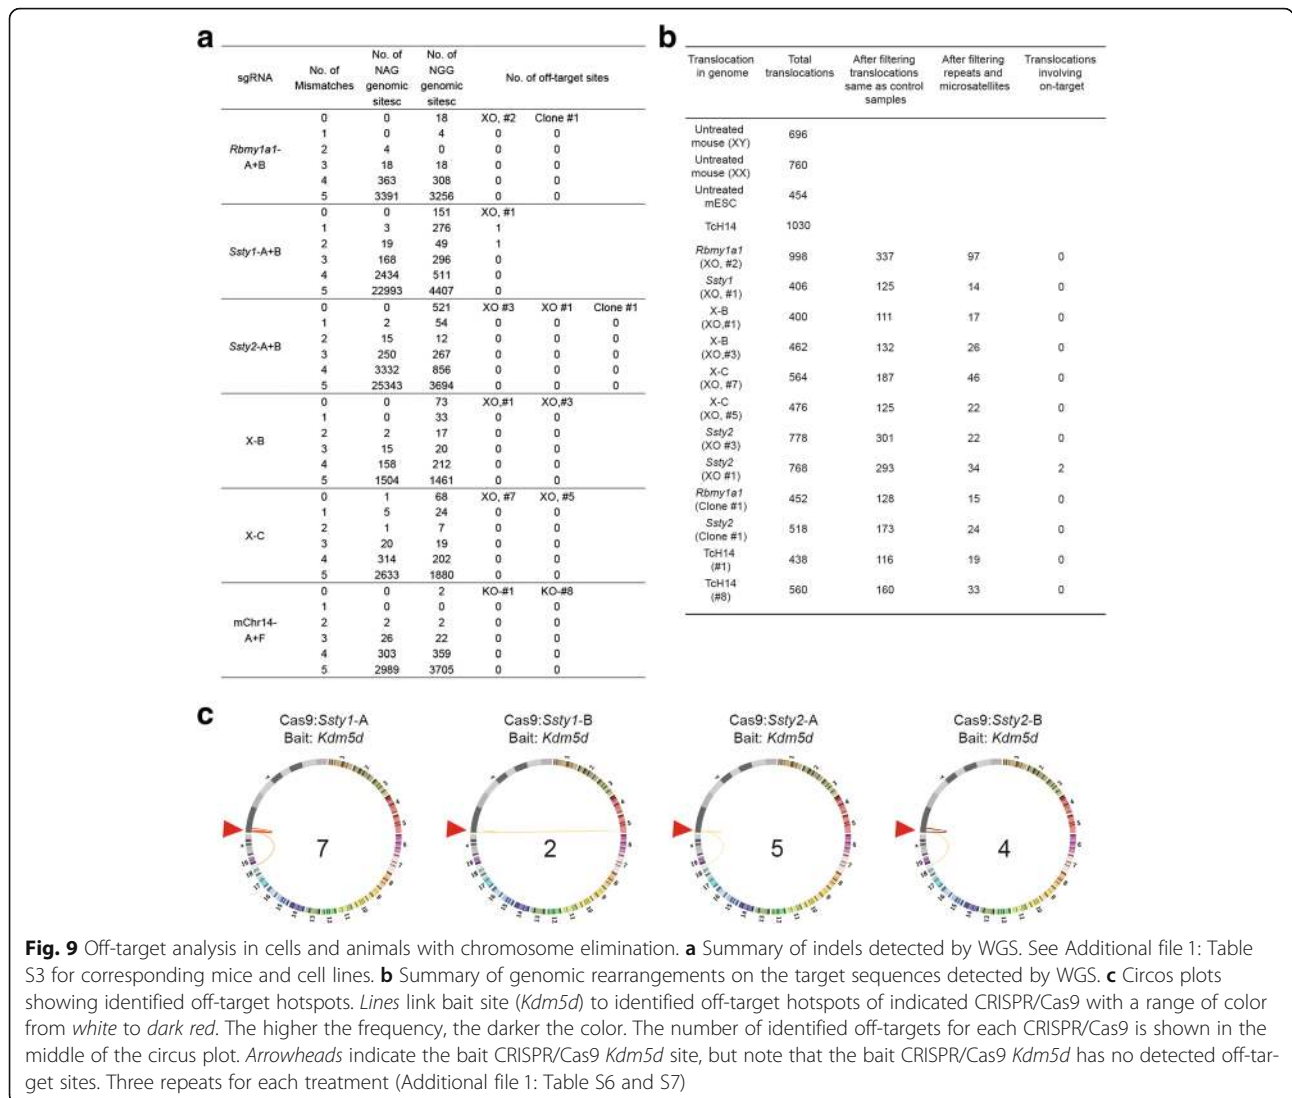 a
sgRNA No. of Mismatches No. of NAG genomic sitesc No. of NGG genomic sitesc No. of off-target sites
Rbmy1a1-A+B
0 0 18 XO, #2 Clone #1
1 0 4 0 0
2 4 0 0 0
3 18 18 0 0
4 363 308 0 0
5 3391 3256 0 0
Ssty1-A+B
0 0 151 XO, #1
1 3 276 1
2 19 49 1
3 168 296 0
4 2434 511 0
5 22993 4407 0
Ssty2-A+B
0 0 521 XO #3 XO #1 Clone #1
1 2 54 0 0 0
2 15 12 0 0 0
3 250 267 0 0 0
4 3332 856 0 0 0
5 25343 3694 0 0 0
X-B
0 0 73 XO,#1 XO,#3
1 0 33 0 0
2 2 17 0 0
3 15 20 0 0
4 158 212 0 0
5 1504 1461 0 0
X-C
0 1 68 XO, #7 XO, #5
1 5 24 0 0
2 1 7 0 0
3 20 19 0 0
4 314 202 0 0
5 2633 1880 0 0
mChr14-A+F
0 0 2 KO-#1 KO-#8
1 0 0 0 0
2 2 2 0 0
3 26 22 0 0
4 303 359 0 0
5 2989 3705 0 0
b
Translocation in genome Total translocations After filtering translocations same as control samples After filtering repeats and microsatellites Translocations involving on-target
Untreated mouse (XY) 696
Untreated mouse (XX) 760
Untreated mESC 454
TcH14 1030
Rbmy1a1 (XO, #2) 998 337 97 0
Ssty1 (XO, #1) 406 125 14 0
X-B (XO,#1) 400 111 17 0
X-B (XO,#3) 462 132 26 0
X-C (XO, #7) 564 187 46 0
X-C (XO, #5) 476 125 22 0
Ssty2 (XO #3) 778 301 22 0
Ssty2 (XO #1) 768 293 34 2
Rbmy1a1 (Clone #1) 452 128 15 0
Ssty2 (Clone #1) 518 173 24 0
TcH14 (#1) 438 116 19 0
TcH14 (#8) 560 160 33 0
c
Cas9:Ssty1-A
Bait: Kdm5d
7
Cas9:Ssty1-B
Bait: Kdm5d
2
Cas9:Ssty2-A
Bait: Kdm5d
5
Cas9:Ssty2-B
Bait: Kdm5d
4
Fig. 9 Off-target analysis in cells and animals with chromosome elimination. a Summary of indels detected by WGS. See Additional file 1: Table
S3 for corresponding mice and cell lines. b Summary of genomic rearrangements on the target sequences detected by WGS. c Circos plots
showing identified off-target hotspots. Lines link bait site (Kdm5d) to identified off-target hotspots of indicated CRISPR/Cas9 with a range of color
from white to dark red. The higher the frequency, the darker the color. The number of identified off-targets for each CRISPR/Cas9 is shown in the
middle of the circus plot. Arrowheads indicate the bait CRISPR/Cas9 Kdm5d site, but note that the bait CRISPR/Cas9 Kdm5d has no detected off-tar-
get sites. Three repeats for each treatment (Additional file 1: Table S6 and S7)